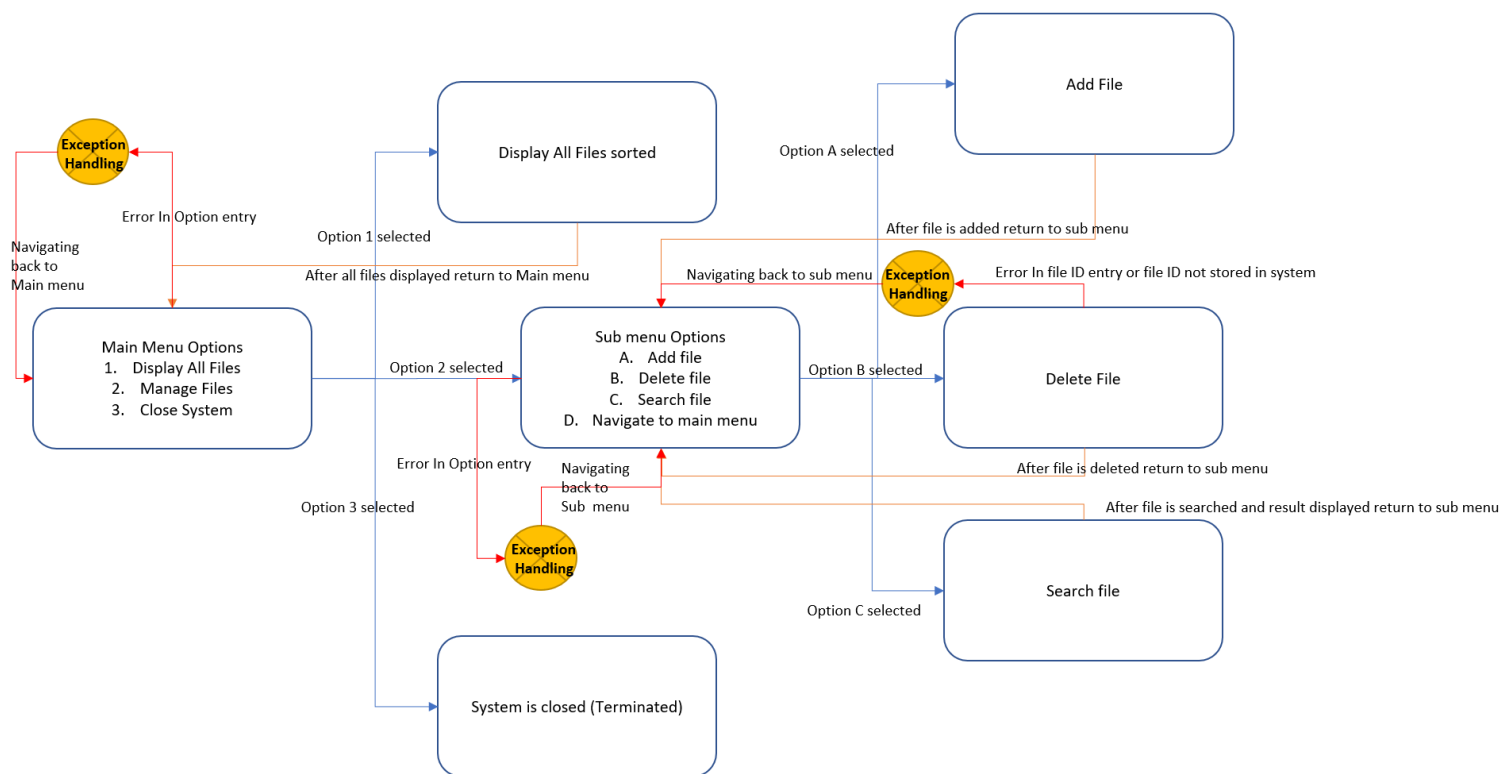 Add File
Exception
Handling
Display All Files sorted
Option A selected
Error In Option entry
Option 1 selected
After file is added return to sub menu
Navigating
back to
Main menu
After all files displayed return to Main menu
Navigating back to sub menu
Exception
Handling
Error In file ID entry or file ID not stored in system
Main Menu Options
1. Display All Files
2. Manage Files
3. Close System
Option 2 selected
Sub menu Options
A. Add file
B. Delete file
C. Search file
D. Navigate to main menu
Option B selected
Delete File
Error In Option entry
Navigating
back to
Sub menu
After file is deleted return to sub menu
Option 3 selected
After file is searched and result displayed return to sub menu
Exception
Handling
Search file
Option C selected
System is closed (Terminated)